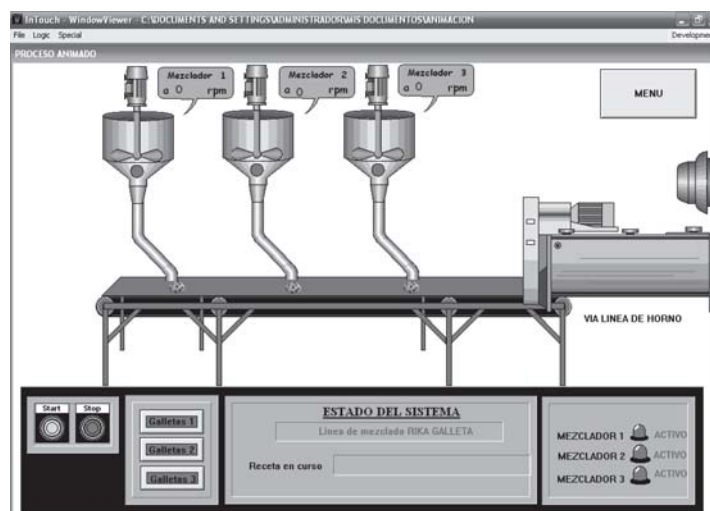 InTouch - WindowViewer - C:\DOCUMENTS AND SETTINGS\ADMINISTRADOR\MIS DOCUMENTOS\ANIMACION
File Logic Special
PROCESO ANIMADO
Mezclador 1
a 0 rpm
Mezclador 2
a 0 rpm
Mezclador 3
a 0 rpm
MENU
VIA LINEA DE HORNO
Start Stop
Galletas 1
Galletas 2
Galletas 3
ESTADO DEL SISTEMA
Linea de mezclado RIKA GALLETA
Receta en curso
MEZCLADOR 1 ACTIVO
MEZCLADOR 2 ACTIVO
MEZCLADOR 3 ACTIVO